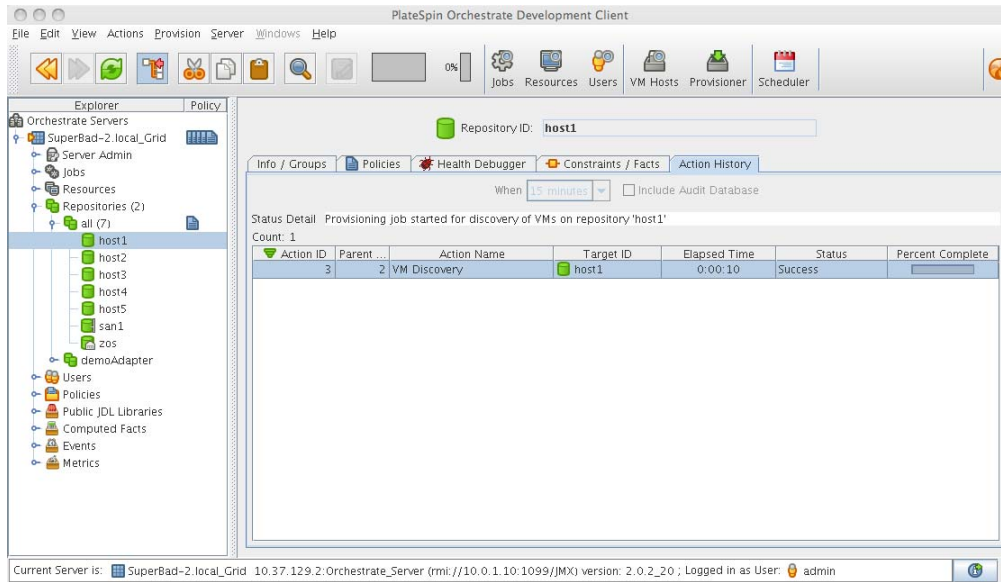 PlateSpin Orchestrate Development Client
File Edit View Actions Provision Server Windows Help
0%
Jobs Resources Users VM Hosts Provisioner Scheduler
Explorer Policy
Orchestrate Servers
SuperBad-2.local_Grid
Server Admin
Jobs
Resources
Repositories (2)
all (7)
host1
host2
host3
host4
host5
san1
zos
demoAdapter
Users
Policies
Public JDL Libraries
Computed Facts
Events
Metrics
Repository ID: host1
Info / Groups Policies Health Debugger Constraints / Facts Action History
When 15 minutes Include Audit Database
Status Detail Provisioning job started for discovery of VMs on repository 'host1'
Count: 1
Action ID Parent ... Action Name Target ID Elapsed Time Status Percent Complete
3 2 VM Discovery host1 0:00:10 Success
Current Server is: SuperBad-2.local_Grid 10.37.129.2:Orchestrate_Server (rmi://10.0.1.10:1099/JMX) version: 2.0.2_20 ; Logged in as User: admin